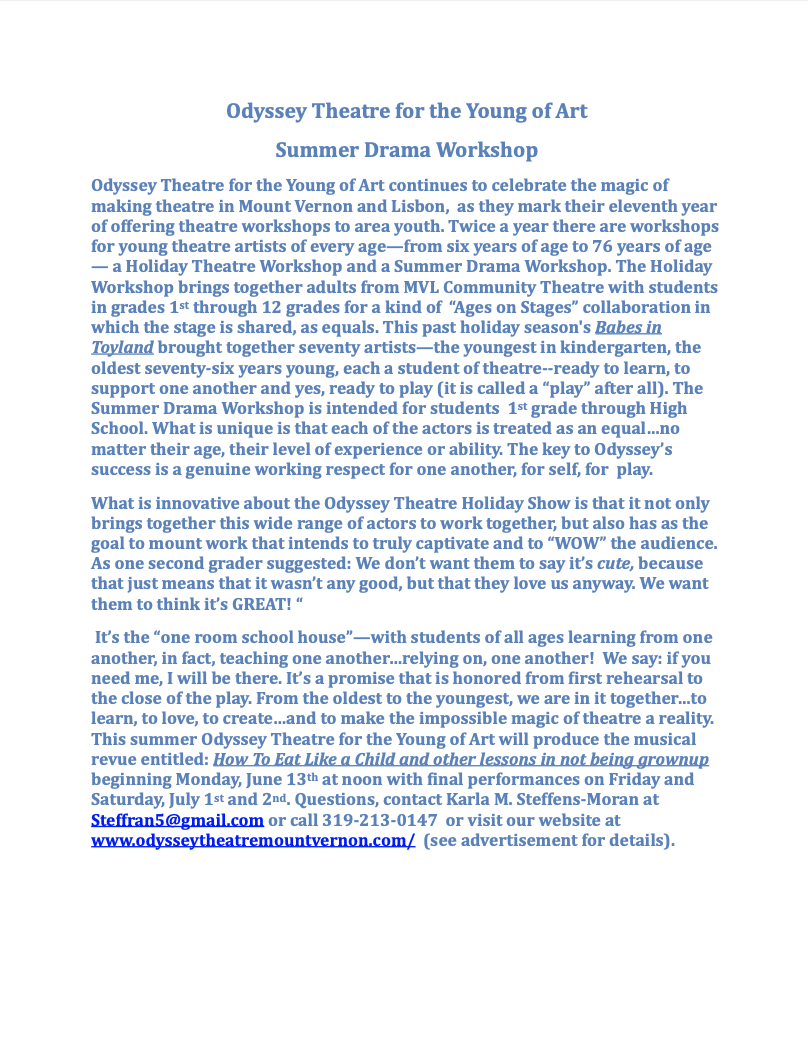 Odyssey Theatre for the Young of Art
Summer Drama Workshop
Odyssey Theatre for the Young of Art continues to celebrate the magic of
making theatre in Mount Vernon and Lisbon,  as they mark their eleventh year
of offering theatre workshops to area youth. Twice a year there are workshops
for young theatre artists of every age—from six years of age to 76 years of age
— a Holiday Theatre Workshop and a Summer Drama Workshop. The Holiday
Workshop brings together adults from MVL Community Theatre with students
in grades 1st through 12 grades for a kind of  “Ages on Stages” collaboration in
which the stage is shared, as equals. This past holiday season's Babes in
Toyland brought together seventy artists—the youngest in kindergarten, the
oldest seventy-six years young, each a student of theatre--ready to learn, to
support one another and yes, ready to play (it is called a “play” after all). The
Summer Drama Workshop is intended for students  1st grade through High
School. What is unique is that each of the actors is treated as an equal…no
matter their age, their level of experience or ability. The key to Odyssey’s
success is a genuine working respect for one another, for self, for  play.
What is innovative about the Odyssey Theatre Holiday Show is that it not only
brings together this wide range of actors to work together, but also has as the
goal to mount work that intends to truly captivate and to “WOW” the audience.
As one second grader suggested: We don’t want them to say it’s cute, because
that just means that it wasn’t any good, but that they love us anyway. We want
them to think it’s GREAT! “
It’s the “one room school house”—with students of all ages learning from one
another, in fact, teaching one another…relying on, one another!  We say: if you
need me, I will be there. It’s a promise that is honored from first rehearsal to
the close of the play. From the oldest to the youngest, we are in it together…to
learn, to love, to create…and to make the impossible magic of theatre a reality.
This summer Odyssey Theatre for the Young of Art will produce the musical
revue entitled: How To Eat Like a Child and other lessons in not being grownup
beginning Monday, June 13th at noon with final performances on Friday and
Saturday, July 1st and 2nd. Questions, contact Karla M. Steffens-Moran at
Steffran5@gmail.com or call 319-213-0147  or visit our website at
www.odysseytheatremountvernon.com/  (see advertisement for details).